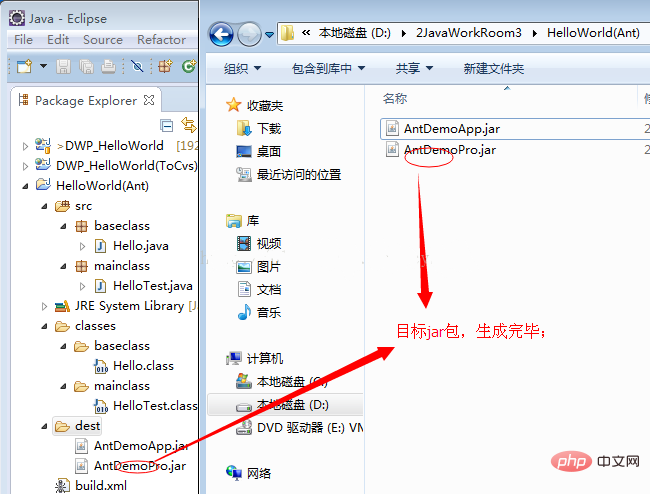 Java - Eclipse
File Edit Source Refactor
Package Explorer
>DWP_HelloWorld [192
DWP_HelloWorld(ToCvs)
HelloWorld(Ant)
src
baseclass
Hello.java
mainclass
HelloTest.java
JRE System Library [Ja
classes
baseclass
Hello.class
mainclass
HelloTest.class
dest
AntDemoApp.jar
AntDemoPro.jar
build.xml
« 本地磁盘 (D:) 2JavaWorkRoom3 HelloWorld(Ant)
组织 包含到库中 共享 新建文件夹
收藏夹
下载
桌面
最近访问的位置
库
视频
图片
文档
音乐
计算机
本地磁盘 (C:)
本地磁盘 (D:)
DVD 驱动器 (E:) VM
网络
名称
AntDemoApp.jar 2
AntDemoPro.jar 2
目标jar包，生成完毕；
php 中文网